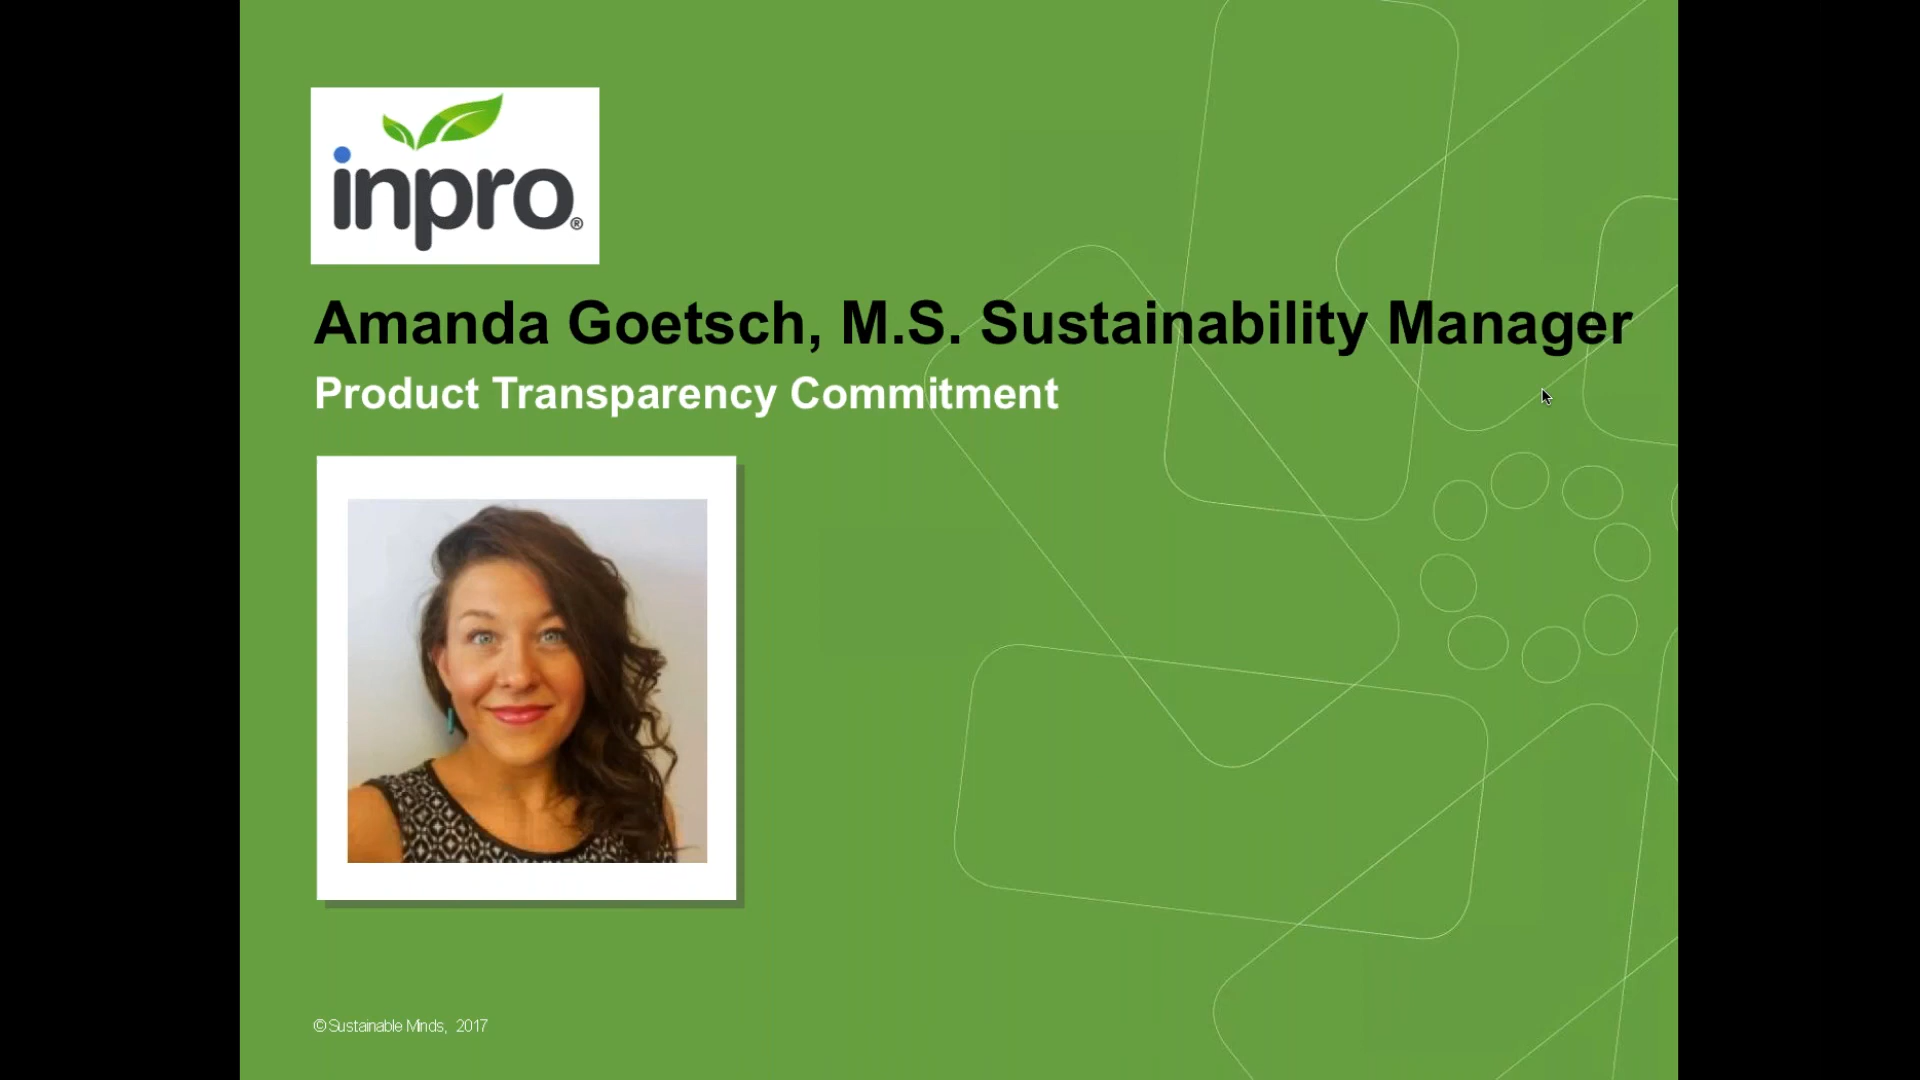 inpro®
Amanda Goetsch, M.S. Sustainability Manager
Product Transparency Commitment
© Sustainable Minds, 2017